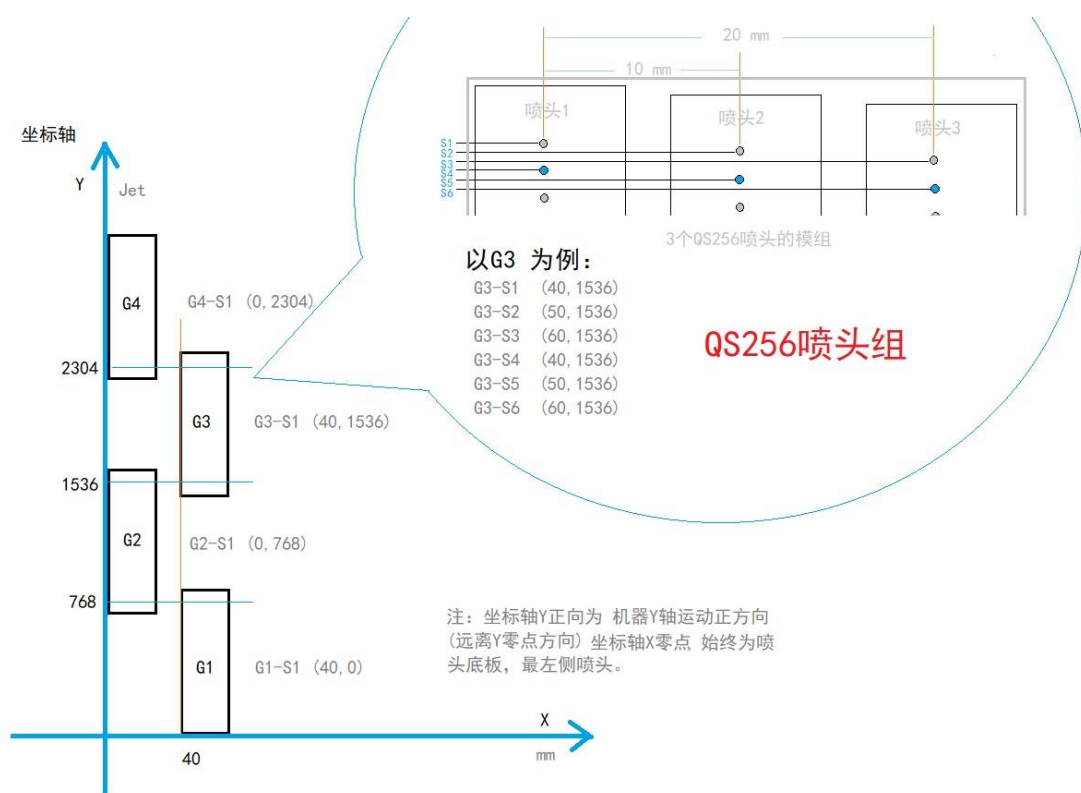 20 mm
10 mm
喷头1
喷头2
喷头3
S1
S2
S3
S4
S5
S6
3个QS256喷头的模组
坐标轴
Y
Jet
以G3 为例：
G3-S1 (40,1536)
G3-S2 (50,1536)
G3-S3 (60,1536)
G3-S4 (40,1536)
G3-S5 (50,1536)
G3-S6 (60,1536)
QS256喷头组
G4
G4-S1 (0,2304)
2304
G3
G3-S1 (40,1536)
1536
G2
G2-S1 (0,768)
768
G1
G1-S1 (40,0)
注：坐标轴Y正向为 机器Y轴运动正方向
(远离Y零点方向) 坐标轴X零点 始终为喷
头底板，最左侧喷头。
X
mm
40